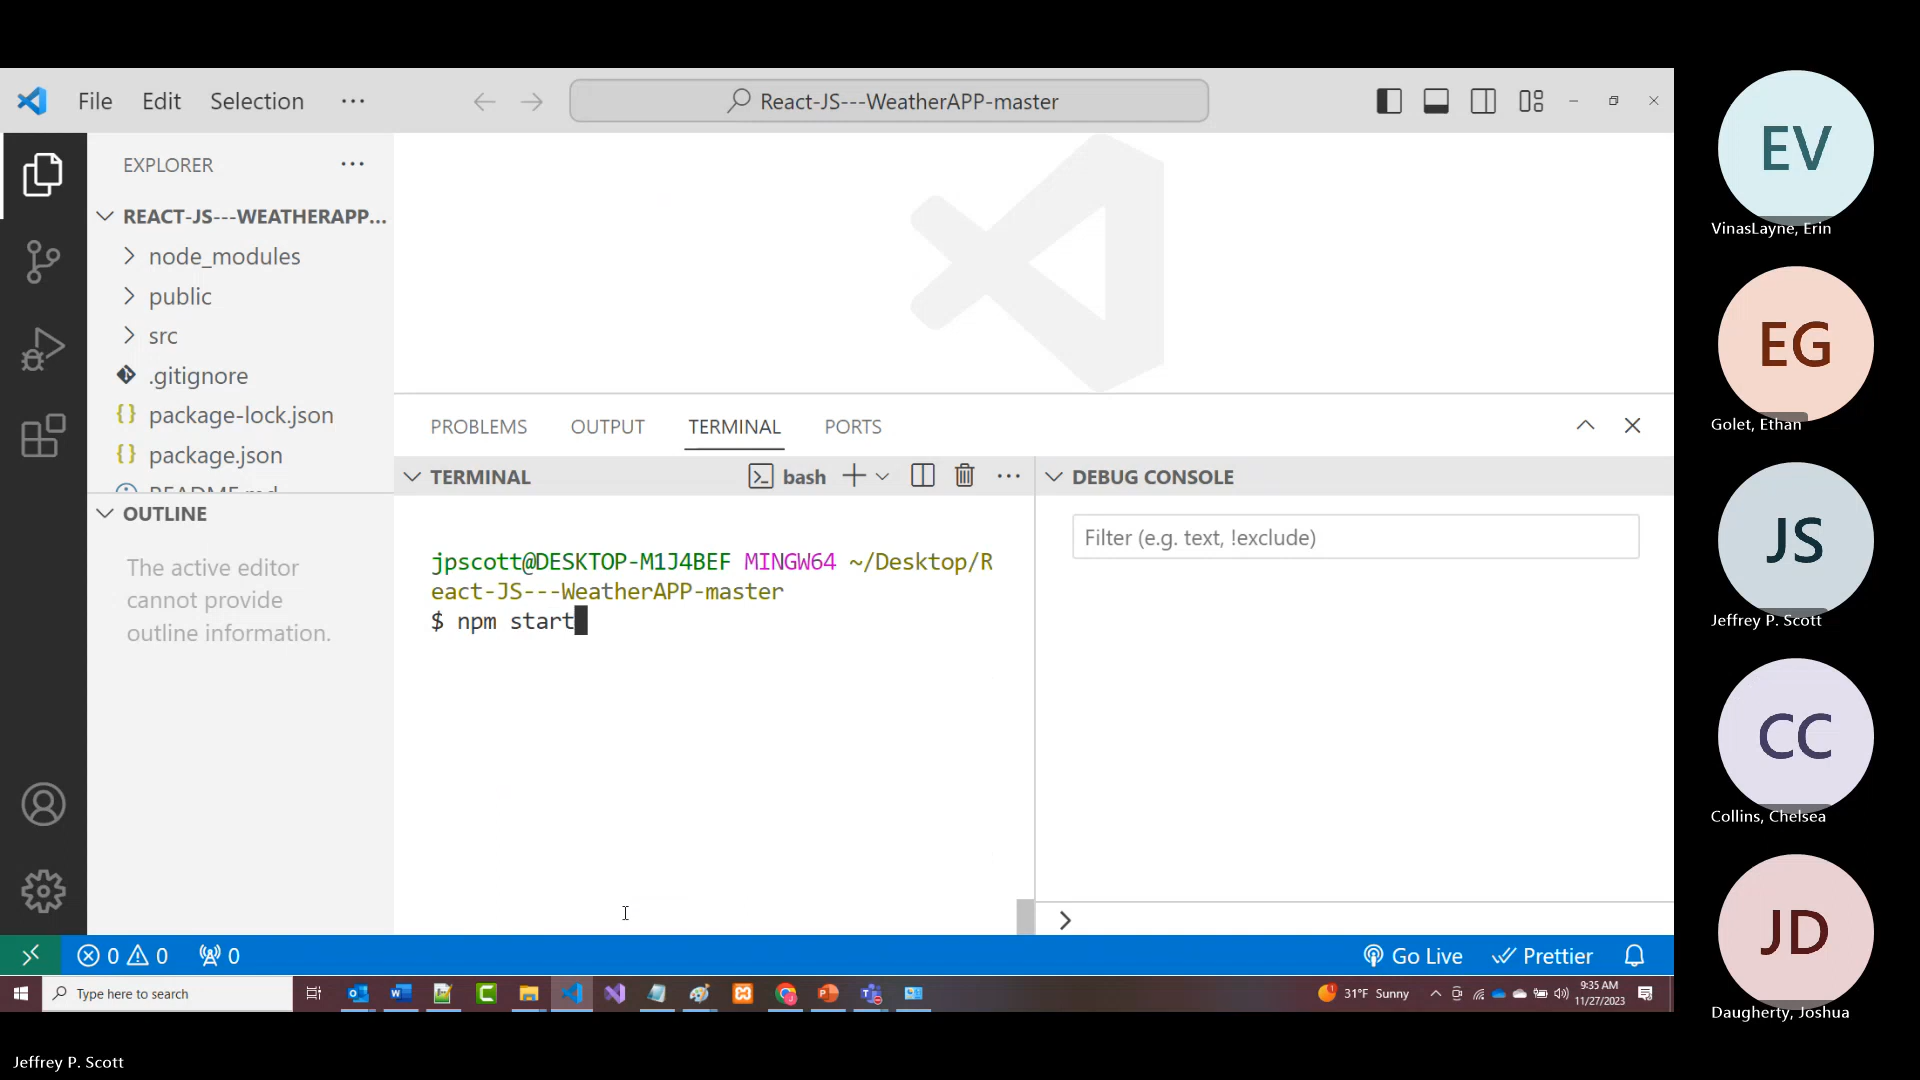 File Edit Selection ···
React-JS---WeatherAPP-master
EXPLORER ···
REACT-JS---WEATHERAPP...
node_modules
public
src
.gitignore
package-lock.json
package.json
OUTLINE
The active editor
cannot provide
outline information.
PROBLEMS OUTPUT TERMINAL PORTS
TERMINAL bash ···
DEBUG CONSOLE
Filter (e.g. text, !exclude)
jpscott@DESKTOP-M1J4BEF MINGW64 ~/Desktop/R
eact-JS---WeatherAPP-master
$ npm start
0 0 0 Go Live Prettier
Type here to search
31°F Sunny
9:35 AM
11/27/2023
EV
VinasLayne, Erin
EG
Golet, Ethan
JS
Jeffrey P. Scott
CC
Collins, Chelsea
JD
Daugherty, Joshua
Jeffrey P. Scott